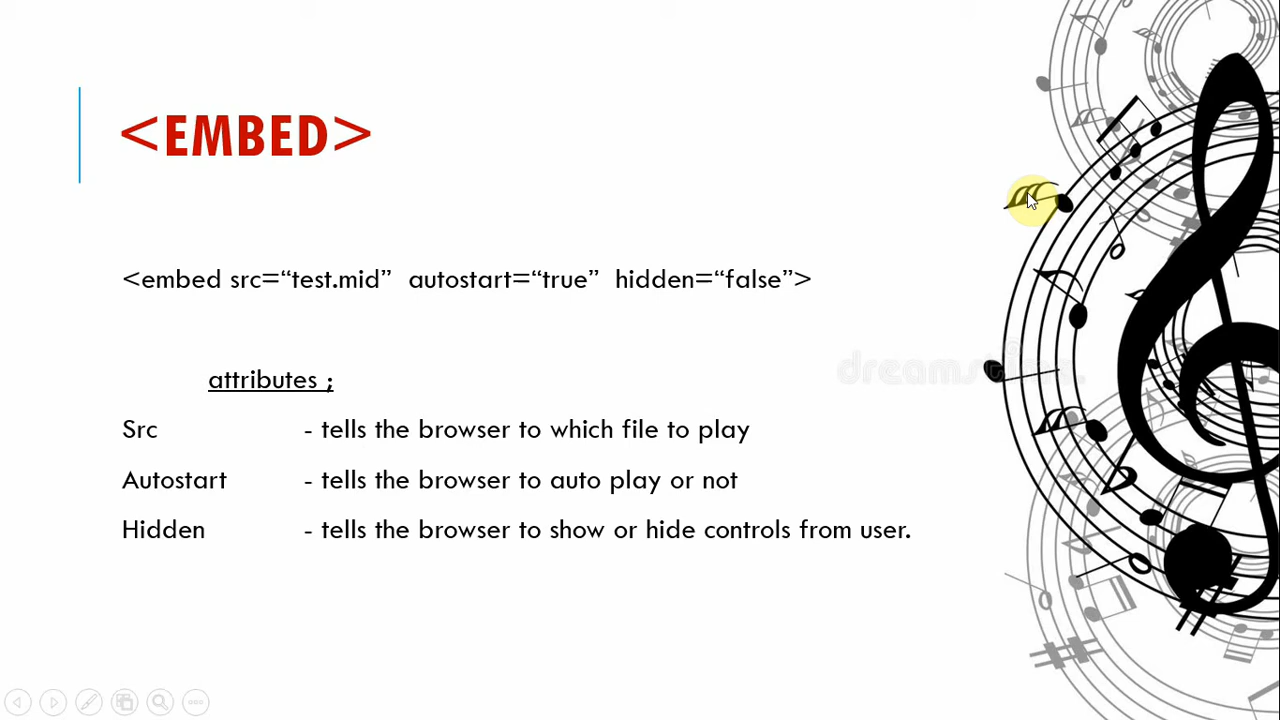 <EMBED>
<embed src=“test.mid”  autostart=“true”  hidden=“false”>
attributes ;
Src - tells the browser to which file to play
Autostart - tells the browser to auto play or not
Hidden - tells the browser to show or hide controls from user.